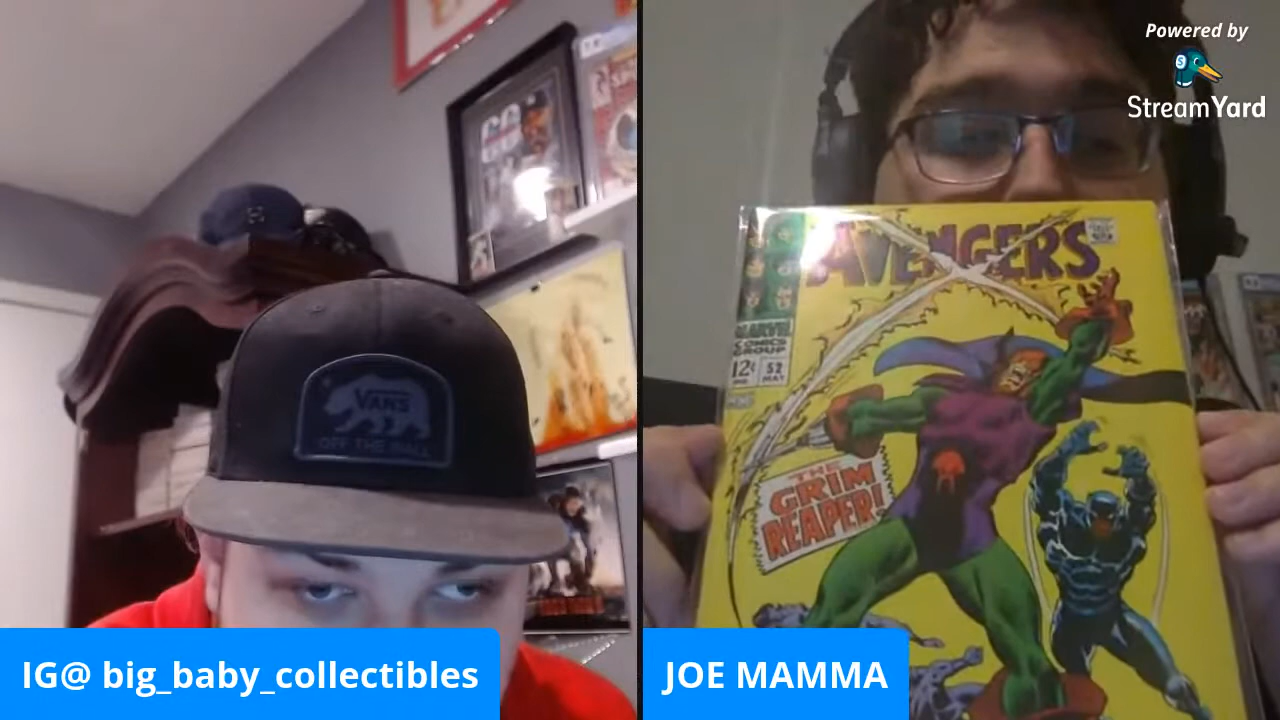 Powered by
StreamYard
VANS
OFF THE WALL
AVENGERS
MARVEL
COMICS
GROUP
12¢
52
MAY
THE
GRIM
REAPER!
IG@ big_baby_collectibles
JOE MAMMA